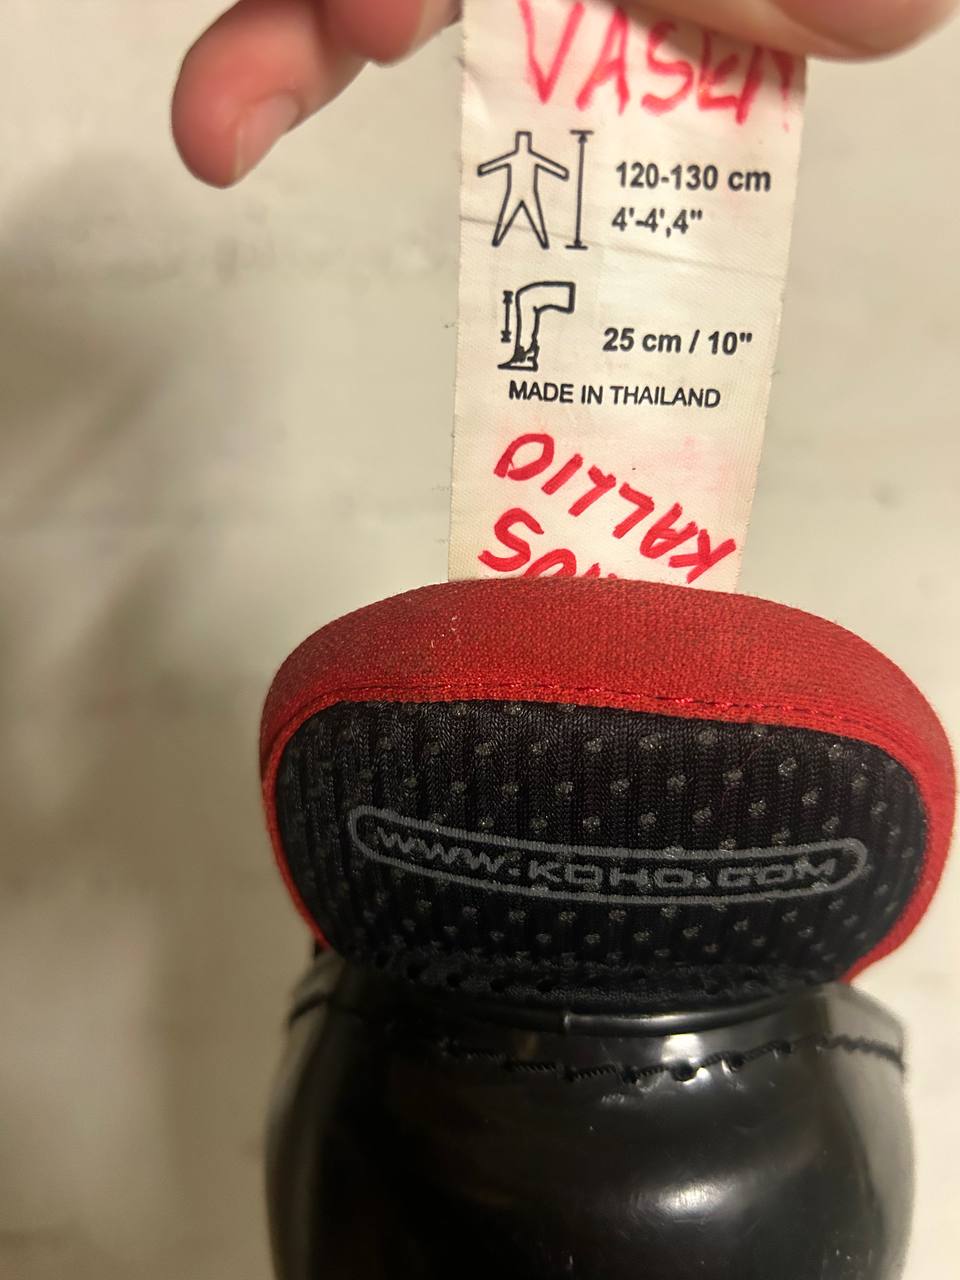 VASEN
120-130 cm
4'-4',4"
25 cm / 10"
MADE IN THAILAND
KALLIO
WWW.KOHO.COM